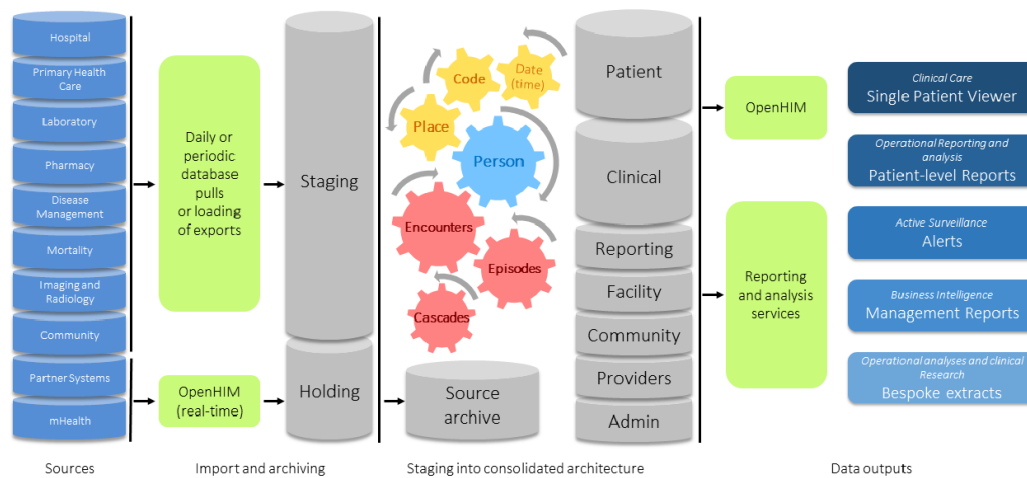 Hospital
Primary Health
Care
Laboratory
Pharmacy
Disease
Management
Mortality
Imaging and
Radiology
Community
Partner Systems
mHealth
Sources
Daily or
periodic
database
pulls
or loading
of exports
OpenHIM
(real-time)
Import and archiving
Staging
Holding
Code
Date
(time)
Place
Person
Encounters
Episodes
Cascades
Source
archive
Staging into consolidated architecture
Patient
Clinical
Reporting
Facility
Community
Providers
Admin
OpenHIM
Reporting
and analysis
services
Clinical Care
Single Patient Viewer
Operational Reporting and
analysis
Patient-level Reports
Active Surveillance
Alerts
Business Intelligence
Management Reports
Operational analyses and clinical
Research
Bespoke extracts
Data outputs